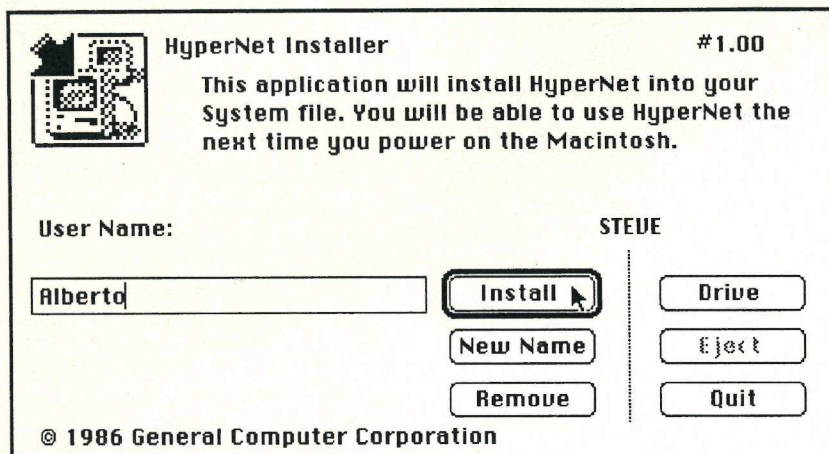 HyperNet Installer #1.00
This application will install HyperNet into your
System file. You will be able to use HyperNet the
next time you power on the Macintosh.
User Name: STEVE
Alberto Install Drive
New Name Eject
Remove Quit
© 1986 General Computer Corporation